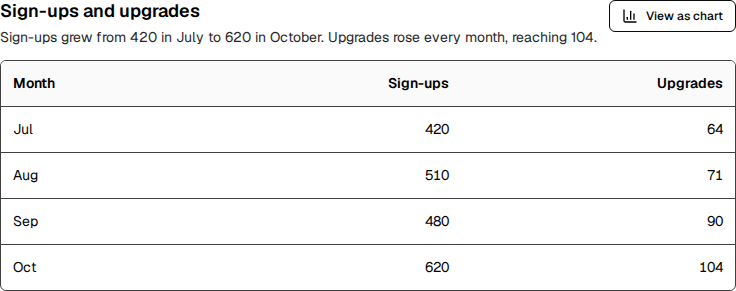 Sign-ups and upgrades
View as chart
Sign-ups grew from 420 in July to 620 in October. Upgrades rose every month, reaching 104.
Month Sign-ups Upgrades
Jul 420 64
Aug 510 71
Sep 480 90
Oct 620 104